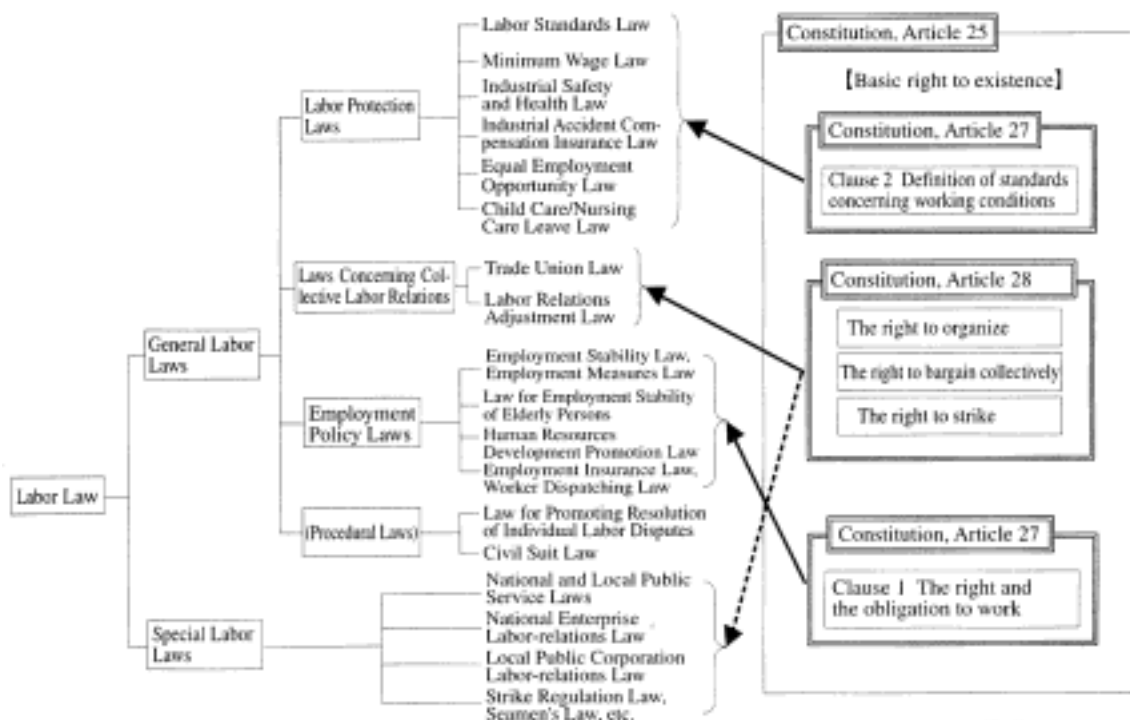 Labor Law
General Labor
Laws
Special Labor
Laws
Labor Protection
Laws
Laws Concerning Col-
lective Labor Relations
Employment
Policy Laws
(Procedural Laws)
Labor Standards Law
Minimum Wage Law
Industrial Safety
and Health Law
Industrial Accident Com-
pensation Insurance Law
Equal Employment
Opportunity Law
Child Care/Nursing
Care Leave Law
Trade Union Law
Labor Relations
Adjustment Law
Employment Stability Law,
Employment Measures Law
Law for Employment Stability
of Elderly Persons
Human Resources
Development Promotion Law
Employment Insurance Law,
Worker Dispatching Law
Law for Promoting Resolution
of Individual Labor Disputes
Civil Suit Law
National and Local Public
Service Laws
National Enterprise
Labor-relations Law
Local Public Corporation
Labor-relations Law
Strike Regulation Law,
Seamen's Law, etc.
Constitution, Article 25
【Basic right to existence】
Constitution, Article 27
Clause 2 Definition of standards
concerning working conditions
Constitution, Article 28
The right to organize
The right to bargain collectively
The right to strike
Constitution, Article 27
Clause 1 The right and
the obligation to work